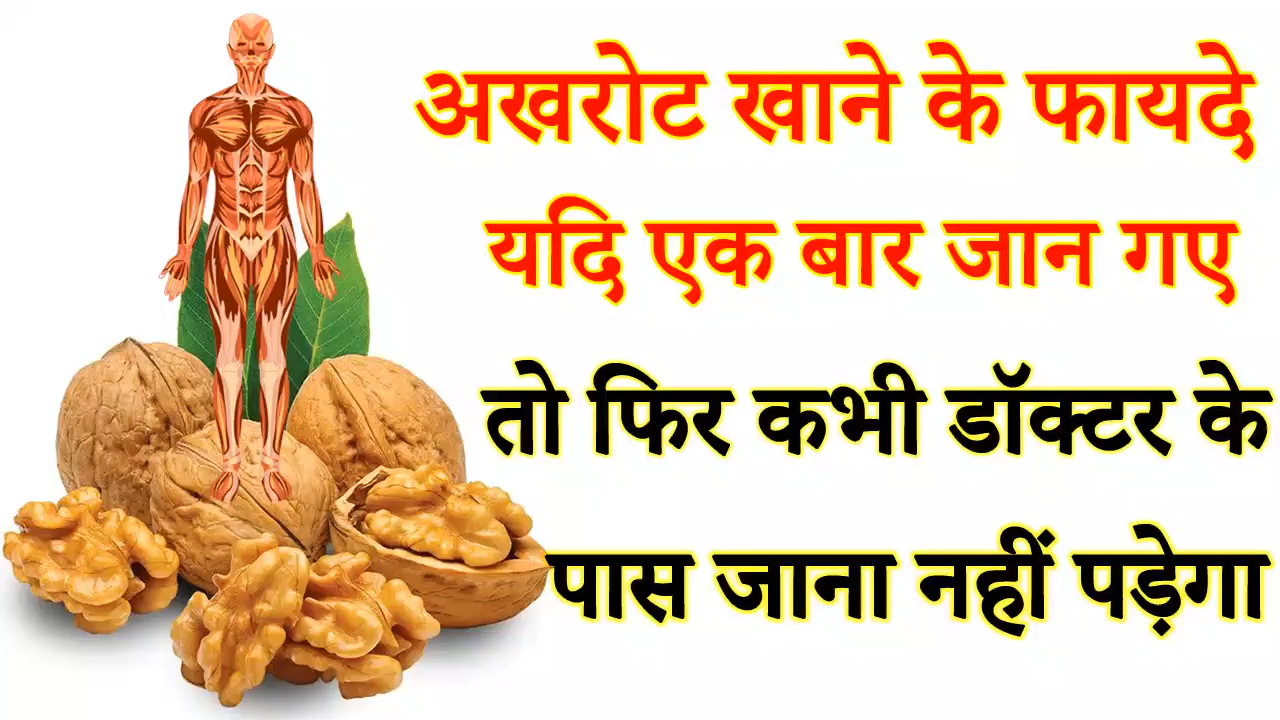 अखरोट खाने के फायदे
यदि एक बार जान गए
तो फिर कभी डॉक्टर के
पास जाना नहीं पड़ेगा